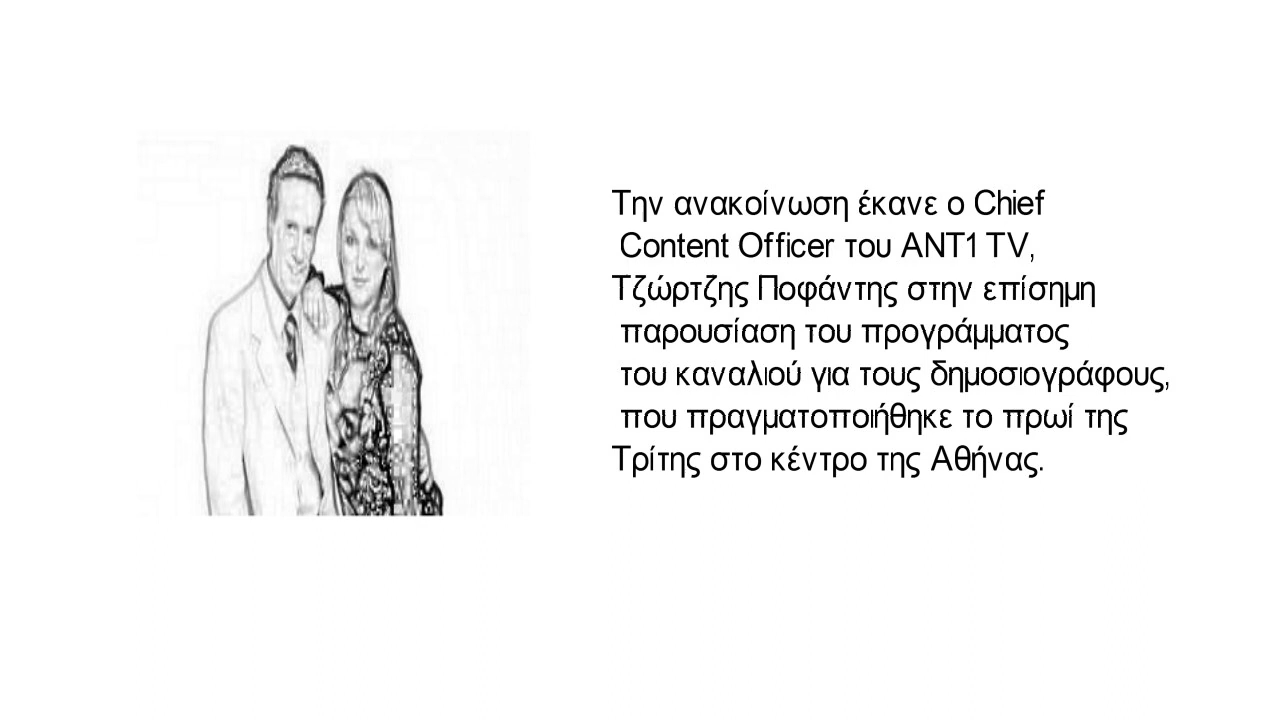 Την ανακοίνωση έκανε ο Chief
Content Officer του ΑΝΤ1 TV,
Τζώρτζης Ποφάντης στην επίσημη
παρουσίαση του προγράμματος
του καναλιού για τους δημοσιογράφους,
που πραγματοποιήθηκε το πρωί της
Τρίτης στο κέντρο της Αθήνας.